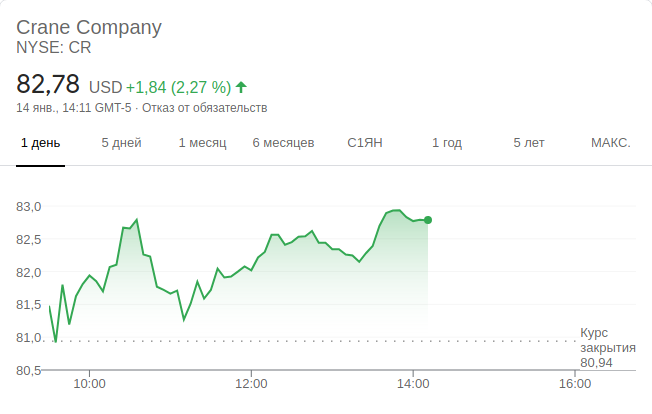 Crane Company
NYSE: CR
82,78 USD +1,84 (2,27 %)
14 янв., 14:11 GMT-5 · Отказ от обязательств
1 день 5 дней 1 месяц 6 месяцев С1ЯН 1 год 5 лет МАКС.
83,0
82,5
82,0
81,5
81,0
80,5
Курс
закрытия
80,94
10:00 12:00 14:00 16:00